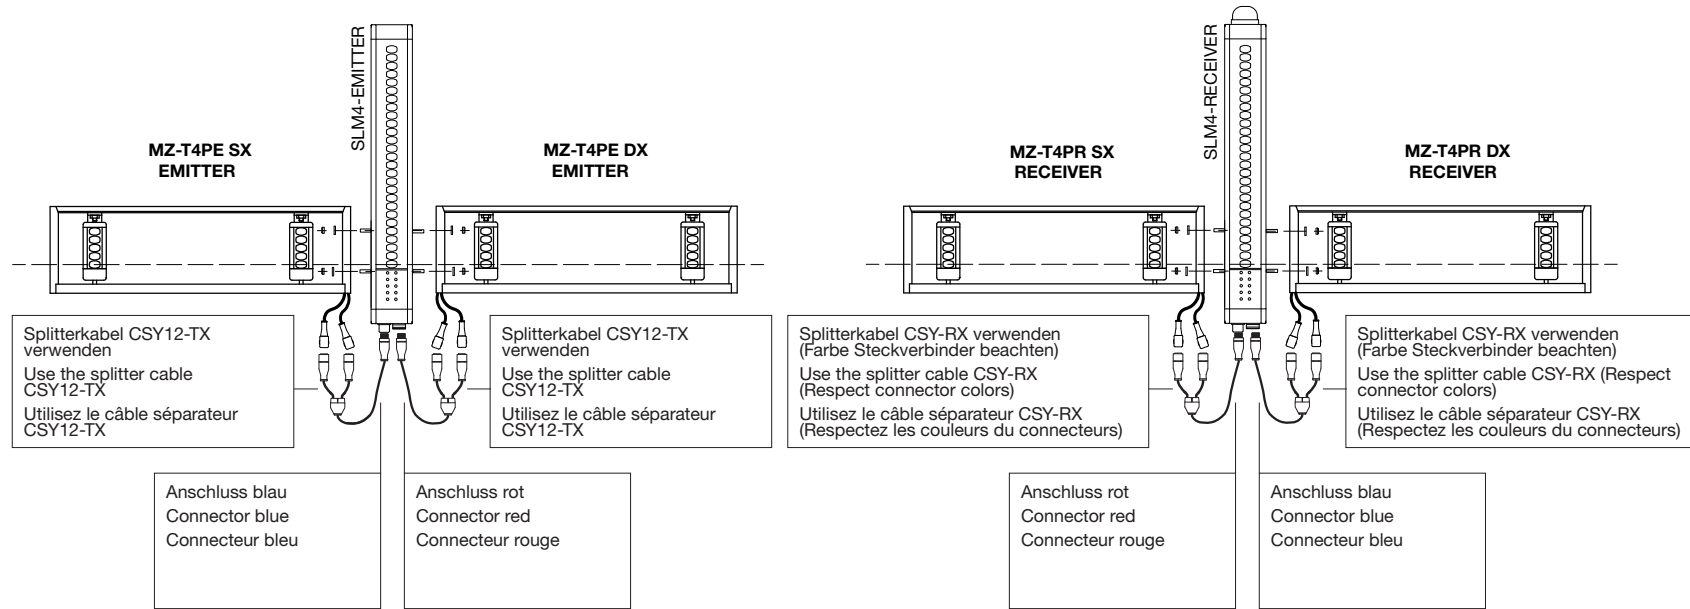 SLM4-EMITTER
MZ-T4PE SX
EMITTER
MZ-T4PE DX
EMITTER
Splitterkabel CSY12-TX
verwenden
Use the splitter cable
CSY12-TX
Utilisez le câble séparateur
CSY12-TX
Splitterkabel CSY12-TX
verwenden
Use the splitter cable
CSY12-TX
Utilisez le câble séparateur
CSY12-TX
Anschluss blau
Connector blue
Connecteur bleu
Anschluss rot
Connector red
Connecteur rouge
SLM4-RECEIVER
MZ-T4PR SX
RECEIVER
MZ-T4PR DX
RECEIVER
Splitterkabel CSY-RX verwenden
(Farbe Steckverbinder beachten)
Use the splitter cable CSY-RX
(Respect connector colors)
Utilisez le câble séparateur CSY-RX
(Respectez les couleurs du connecteurs)
Splitterkabel CSY-RX verwenden
(Farbe Steckverbinder beachten)
Use the splitter cable CSY-RX (Respect
connector colors)
Utilisez le câble séparateur CSY-RX
(Respectez les couleurs du connecteurs)
Anschluss rot
Connector red
Connecteur rouge
Anschluss blau
Connector blue
Connecteur bleu